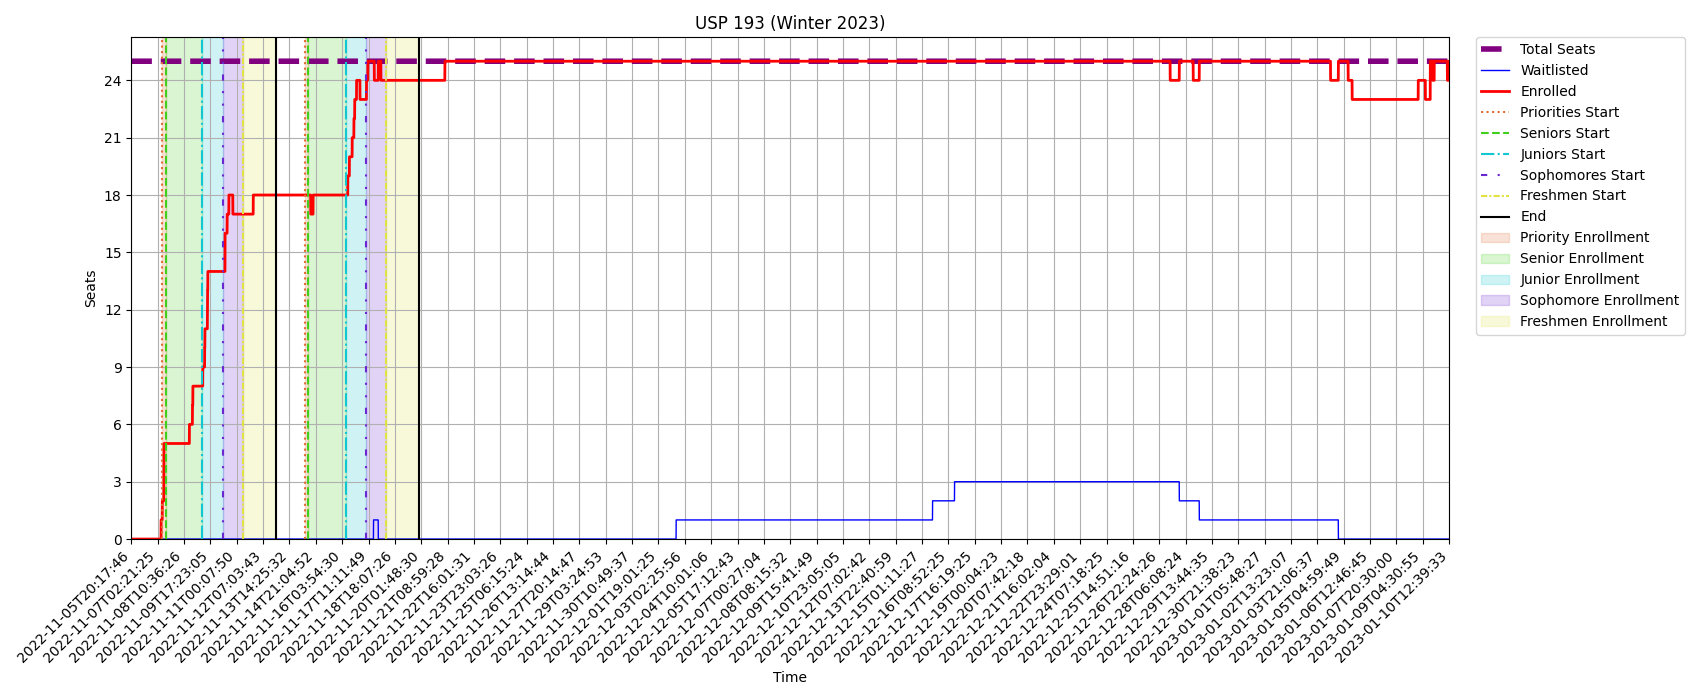 USP 193 (Winter 2023)
Seats
24
21
18
15
12
9
6
3
0
2022-11-05T20:17:46
2022-11-07T02:21:25
2022-11-08T10:36:26
2022-11-09T17:23:05
2022-11-11T00:07:50
2022-11-12T07:03:43
2022-11-13T14:25:32
2022-11-14T21:04:52
2022-11-16T03:54:30
2022-11-17T11:11:49
2022-11-18T18:07:26
2022-11-20T01:48:30
2022-11-21T08:59:28
2022-11-22T16:01:31
2022-11-23T23:03:26
2022-11-25T06:15:24
2022-11-26T13:14:44
2022-11-27T20:14:47
2022-11-29T03:24:53
2022-11-30T10:49:37
2022-12-01T19:01:25
2022-12-03T02:25:56
2022-12-04T10:01:06
2022-12-05T17:12:43
2022-12-07T00:27:04
2022-12-08T08:15:32
2022-12-09T15:41:49
2022-12-10T23:05:05
2022-12-12T07:02:42
2022-12-13T22:40:59
2022-12-15T01:11:27
2022-12-16T08:52:25
2022-12-17T16:19:25
2022-12-19T00:04:23
2022-12-20T07:42:18
2022-12-21T16:02:04
2022-12-22T23:29:01
2022-12-24T07:18:25
2022-12-25T14:51:16
2022-12-26T22:24:26
2022-12-28T06:08:24
2022-12-29T13:44:35
2022-12-30T21:38:23
2023-01-01T05:48:27
2023-01-02T13:23:07
2023-01-03T21:06:37
2023-01-05T04:59:49
2023-01-06T12:46:45
2023-01-07T20:30:00
2023-01-09T04:30:55
2023-01-10T12:39:33
Time
Total Seats
Waitlisted
Enrolled
Priorities Start
Seniors Start
Juniors Start
Sophomores Start
Freshmen Start
End
Priority Enrollment
Senior Enrollment
Junior Enrollment
Sophomore Enrollment
Freshmen Enrollment